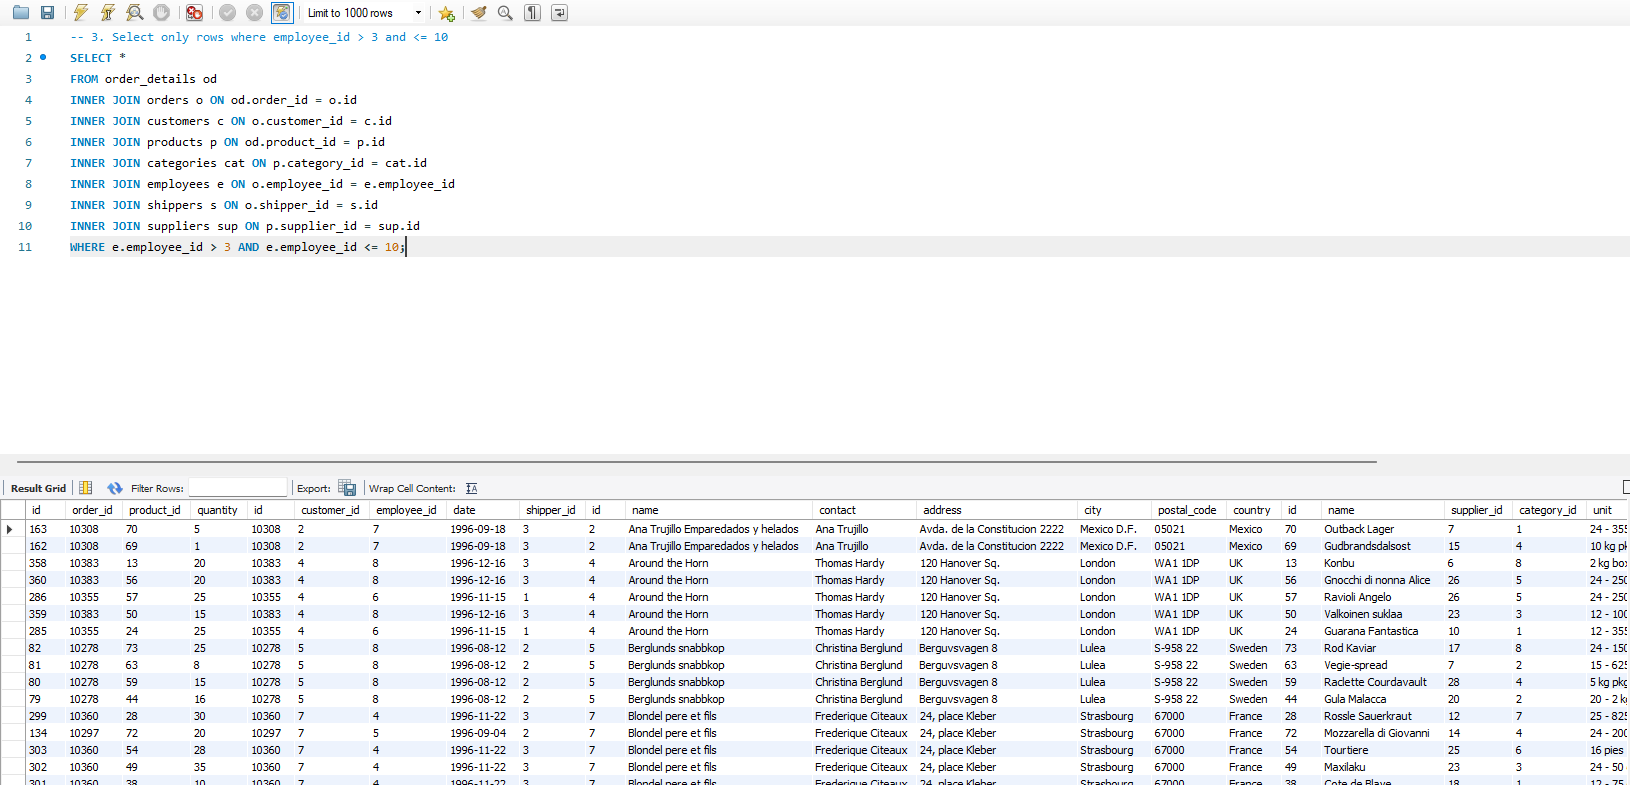 Limit to 1000 rows
1 -- 3. Select only rows where employee_id > 3 and <= 10
2 SELECT *
3 FROM order_details od
4 INNER JOIN orders o ON od.order_id = o.id
5 INNER JOIN customers c ON o.customer_id = c.id
6 INNER JOIN products p ON od.product_id = p.id
7 INNER JOIN categories cat ON p.category_id = cat.id
8 INNER JOIN employees e ON o.employee_id = e.employee_id
9 INNER JOIN shippers s ON o.shipper_id = s.id
10 INNER JOIN suppliers sup ON p.supplier_id = sup.id
11 WHERE e.employee_id > 3 AND e.employee_id <= 10;
Result Grid Filter Rows: Export: Wrap Cell Content:
id order_id product_id quantity id customer_id employee_id date shipper_id id name contact address city postal_code country id name supplier_id category_id unit
163 10308 70 5 10308 2 7 1996-09-18 3 2 Ana Trujillo Emparedados y helados Ana Trujillo Avda. de la Constitucion 2222 Mexico D.F. 05021 Mexico 70 Outback Lager 7 1 24 - 355
162 10308 69 1 10308 2 7 1996-09-18 3 2 Ana Trujillo Emparedados y helados Ana Trujillo Avda. de la Constitucion 2222 Mexico D.F. 05021 Mexico 69 Gudbrandsdalsost 15 4 10 kg pk
358 10383 13 20 10383 4 8 1996-12-16 3 4 Around the Horn Thomas Hardy 120 Hanover Sq. London WA1 1DP UK 13 Konbu 6 8 2 kg box
360 10383 56 20 10383 4 8 1996-12-16 3 4 Around the Horn Thomas Hardy 120 Hanover Sq. London WA1 1DP UK 56 Gnocchi di nonna Alice 26 5 24 - 250
286 10355 57 25 10355 4 6 1996-11-15 1 4 Around the Horn Thomas Hardy 120 Hanover Sq. London WA1 1DP UK 57 Ravioli Angelo 26 5 24 - 250
359 10383 50 15 10383 4 8 1996-12-16 3 4 Around the Horn Thomas Hardy 120 Hanover Sq. London WA1 1DP UK 50 Valkoinen suklaa 23 3 12 - 100
285 10355 24 25 10355 4 6 1996-11-15 1 4 Around the Horn Thomas Hardy 120 Hanover Sq. London WA1 1DP UK 24 Guarana Fantastica 10 1 12 - 355
82 10278 73 25 10278 5 8 1996-08-12 2 5 Berglunds snabbkop Christina Berglund Berguvsvagen 8 Lulea S-958 22 Sweden 73 Rod Kaviar 17 8 24 - 150
81 10278 63 8 10278 5 8 1996-08-12 2 5 Berglunds snabbkop Christina Berglund Berguvsvagen 8 Lulea S-958 22 Sweden 63 Vegie-spread 7 2 15 - 625
80 10278 59 15 10278 5 8 1996-08-12 2 5 Berglunds snabbkop Christina Berglund Berguvsvagen 8 Lulea S-958 22 Sweden 59 Raclette Courdavault 28 4 5 kg pkg
79 10278 44 16 10278 5 8 1996-08-12 2 5 Berglunds snabbkop Christina Berglund Berguvsvagen 8 Lulea S-958 22 Sweden 44 Gula Malacca 20 2 20 - 2 kg
299 10360 28 30 10360 7 4 1996-11-22 3 7 Blondel pere et fils Frederique Citeaux 24, place Kleber Strasbourg 67000 France 28 Rossle Sauerkraut 12 7 25 - 825
134 10297 72 20 10297 7 5 1996-09-04 2 7 Blondel pere et fils Frederique Citeaux 24, place Kleber Strasbourg 67000 France 72 Mozzarella di Giovanni 14 4 24 - 200
303 10360 54 28 10360 7 4 1996-11-22 3 7 Blondel pere et fils Frederique Citeaux 24, place Kleber Strasbourg 67000 France 54 Tourtiere 25 6 16 pies
302 10360 49 35 10360 7 4 1996-11-22 3 7 Blondel pere et fils Frederique Citeaux 24, place Kleber Strasbourg 67000 France 49 Maxilaku 23 3 24 - 50
301 10360 38 10 10360 7 4 1996-11-22 3 7 Blondel pere et fils Frederique Citeaux 24, place Kleber Strasbourg 67000 France 38 Cote de Blaye 18 1 12 - 75